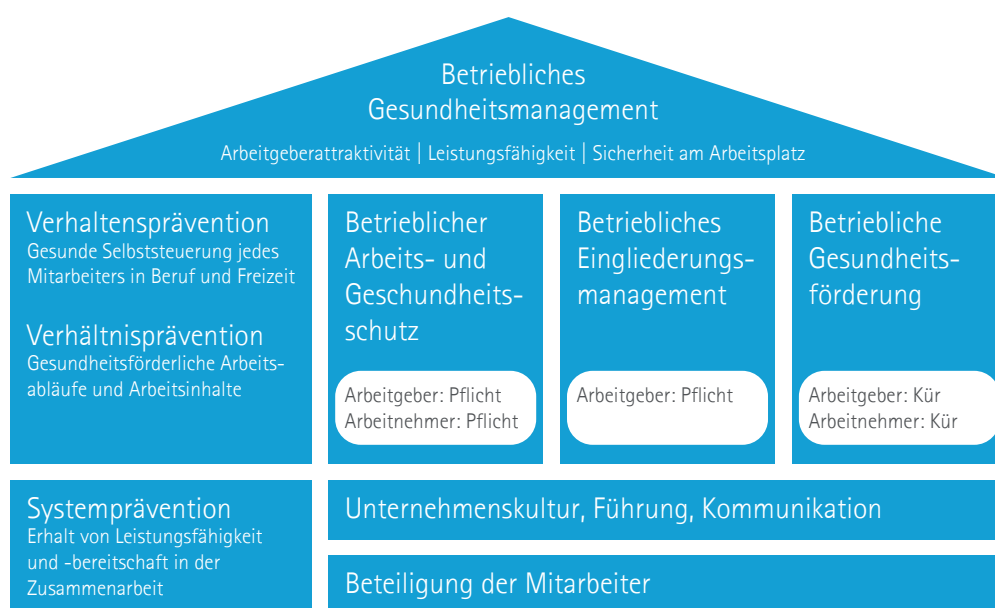 Betriebliches
Gesundheitsmanagement
Arbeitgeberattraktivität | Leistungsfähigkeit | Sicherheit am Arbeitsplatz
Verhaltensprävention
Gesunde Selbststeuerung jedes
Mitarbeiters in Beruf und Freizeit
Verhältnisprävention
Gesundheitsförderliche Arbeits-
abläufe und Arbeitsinhalte
Betrieblicher
Arbeits- und
Geschundheits-
schutz
Arbeitgeber: Pflicht
Arbeitnehmer: Pflicht
Betriebliches
Eingliederungs-
management
Arbeitgeber: Pflicht
Betriebliche
Gesundheits-
förderung
Arbeitgeber: Kür
Arbeitnehmer: Kür
Systemprävention
Erhalt von Leistungsfähigkeit
und -bereitschaft in der
Zusammenarbeit
Unternehmenskultur, Führung, Kommunikation
Beteiligung der Mitarbeiter